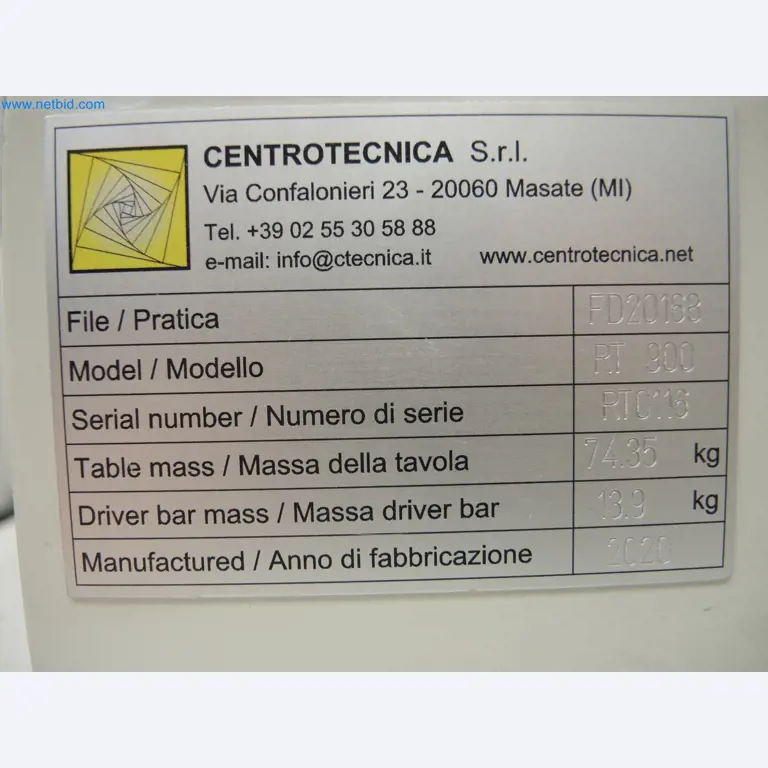 www.netbid.com
CENTROTECNICA S.r.l.
Via Confalonieri 23 - 20060 Masate (MI)
Tel. +39 02 55 30 58 88
e-mail: info@ctecnica.it www.centrotecnica.net
File / Pratica FD20168
Model / Modello RT 900
Serial number / Numero di serie RTC116
Table mass / Massa della tavola 74.35 kg
Driver bar mass / Massa driver bar 13.9 kg
Manufactured / Anno di fabbricazione 2020